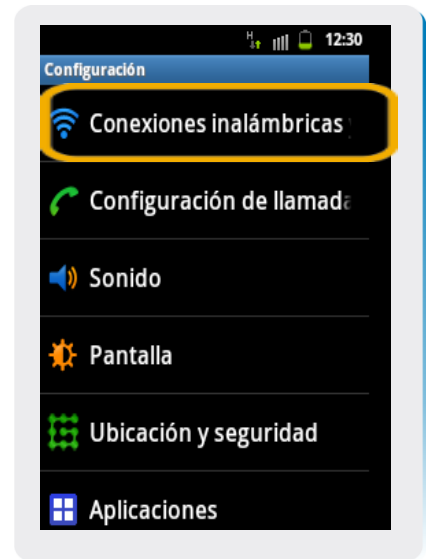 H 12:30
Configuración
Conexiones inalámbricas
Configuración de llamada
Sonido
Pantalla
Ubicación y seguridad
Aplicaciones